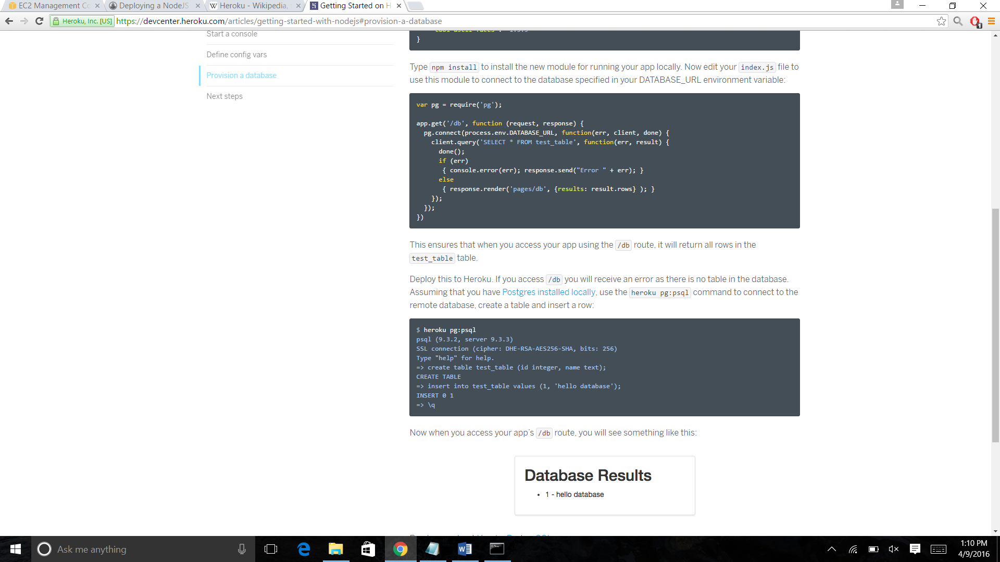 EC2 Management Co
Deploying a NodeJS
Heroku - Wikipedia,
Getting Started on H
Heroku, Inc. [US] https://devcenter.heroku.com/articles/getting-started-with-nodejs#provision-a-database
1
Start a console
Define config vars
Provision a database
Next steps
}
Type npm install to install the new module for running your app locally. Now edit your index.js file to
use this module to connect to the database specified in your DATABASE_URL environment variable:
var pg = require('pg');
app.get('/db', function (request, response) {
pg.connect(process.env.DATABASE_URL, function(err, client, done) {
client.query('SELECT * FROM test_table', function(err, result) {
done();
if (err)
{ console.error(err); response.send("Error " + err); }
else
{ response.render('pages/db', {results: result.rows} ); }
});
});
})
This ensures that when you access your app using the /db route, it will return all rows in the
test_table table.
Deploy this to Heroku. If you access /db you will receive an error as there is no table in the database.
Assuming that you have Postgres installed locally, use the heroku pg:psql command to connect to the
remote database, create a table and insert a row:
$ heroku pg:psql
psql (9.3.2, server 9.3.3)
SSL connection (cipher: DHE-RSA-AES256-SHA, bits: 256)
Type "help" for help.
=> create table test_table (id integer, name text);
CREATE TABLE
=> insert into test_table values (1, 'hello database');
INSERT 0 1
=> \q
Now when you access your app's /db route, you will see something like this:
Database Results
• 1 - hello database
Ask me anything
1:10 PM
4/9/2016